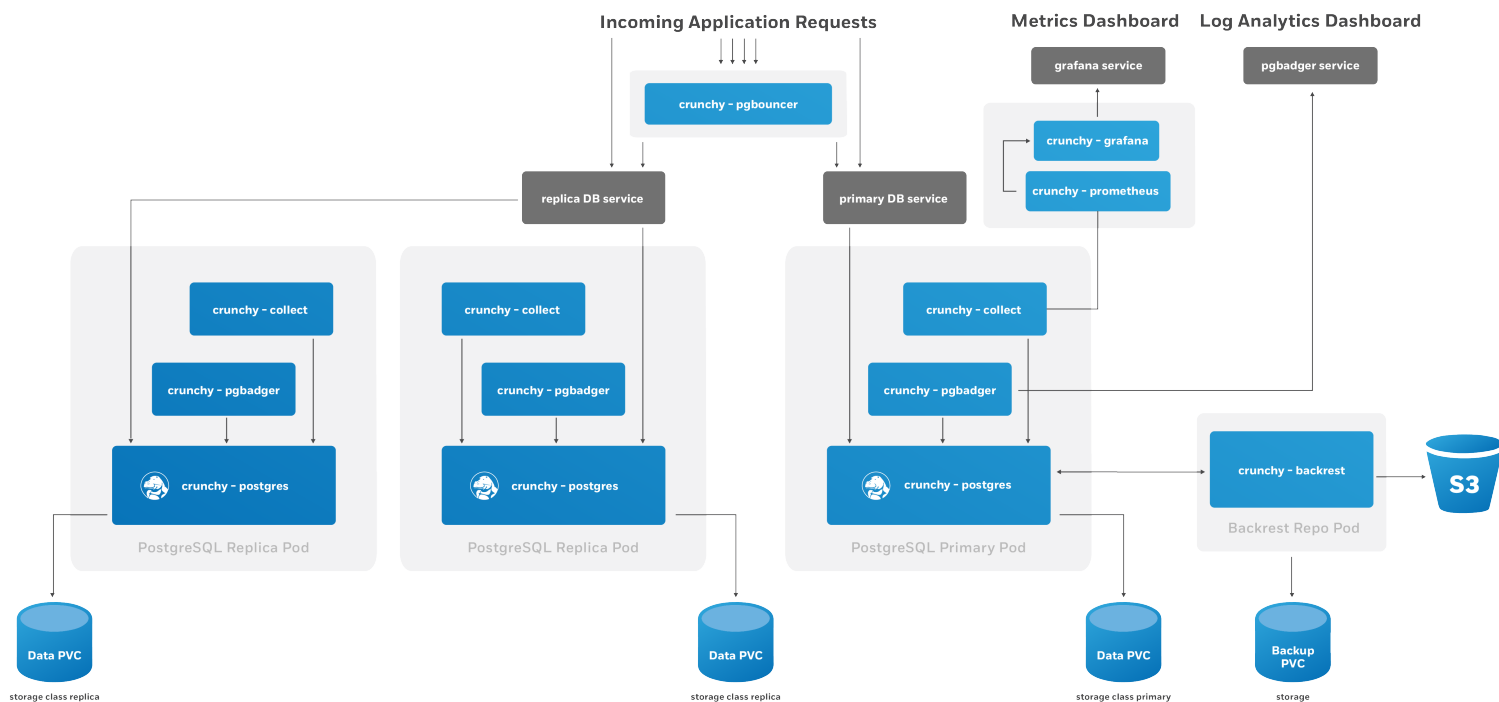 Incoming Application Requests
Metrics Dashboard
Log Analytics Dashboard
grafana service
pgbadger service
crunchy - pgbouncer
crunchy - grafana
crunchy - prometheus
replica DB service
primary DB service
crunchy - collect
crunchy - collect
crunchy - collect
crunchy - pgbadger
crunchy - pgbadger
crunchy - pgbadger
crunchy - postgres
crunchy - postgres
crunchy - postgres
crunchy - backrest
S3
PostgreSQL Replica Pod
PostgreSQL Replica Pod
PostgreSQL Primary Pod
Backrest Repo Pod
Data PVC
Data PVC
Data PVC
Backup
PVC
storage class replica
storage class replica
storage class primary
storage